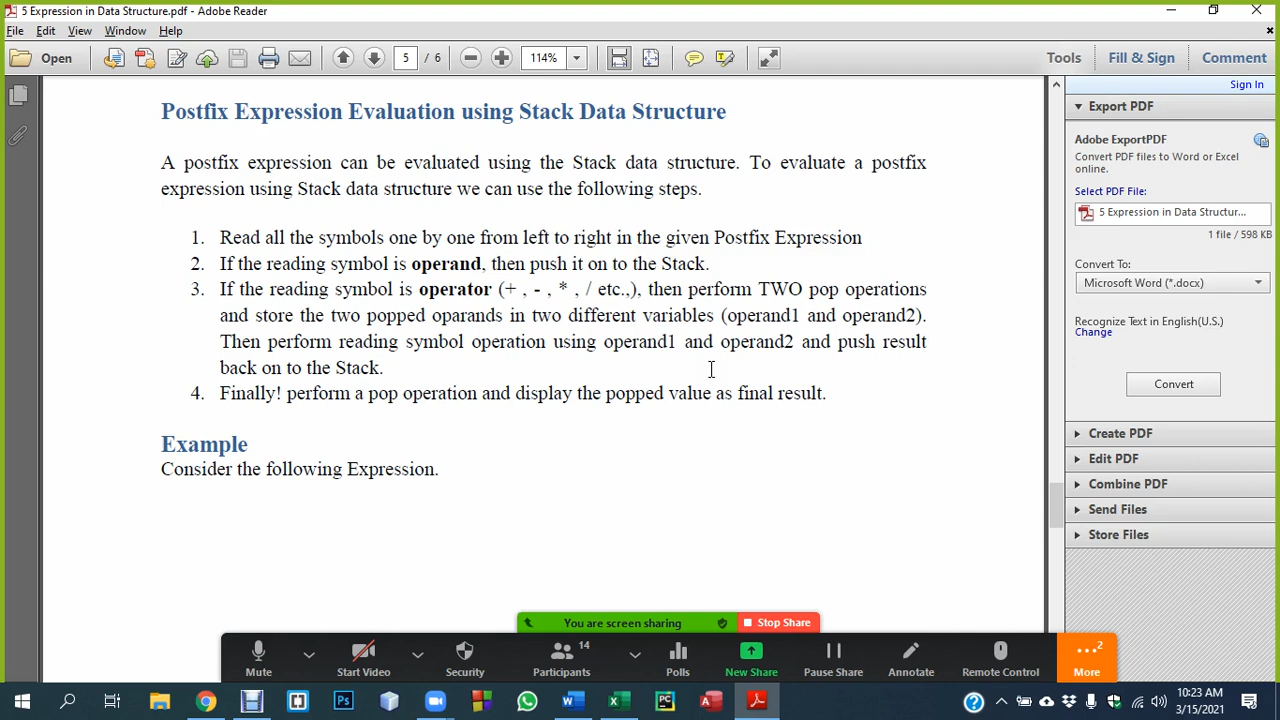 5 Expression in Data Structure.pdf - Adobe Reader
File Edit View Window Help
Open 5 / 6 114% Tools Fill & Sign Comment
Sign In
Postfix Expression Evaluation using Stack Data Structure
A postfix expression can be evaluated using the Stack data structure. To evaluate a postfix
expression using Stack data structure we can use the following steps.
1. Read all the symbols one by one from left to right in the given Postfix Expression
2. If the reading symbol is operand, then push it on to the Stack.
3. If the reading symbol is operator (+ , - , * , / etc.,), then perform TWO pop operations
and store the two popped oparands in two different variables (operand1 and operand2).
Then perform reading symbol operation using operand1 and operand2 and push result
back on to the Stack.
4. Finally! perform a pop operation and display the popped value as final result.
Example
Consider the following Expression.
Export PDF
Adobe ExportPDF
Convert PDF files to Word or Excel
online.
Select PDF File:
5 Expression in Data Structur...
1 file / 598 KB
Convert To:
Microsoft Word (*.docx)
Recognize Text in English(U.S.)
Change
Convert
Create PDF
Edit PDF
Combine PDF
Send Files
Store Files
You are screen sharing Stop Share
14 2
Mute Start Video Security Participants Polls New Share Pause Share Annotate Remote Control More
Ps PC
10:23 AM
3/15/2021